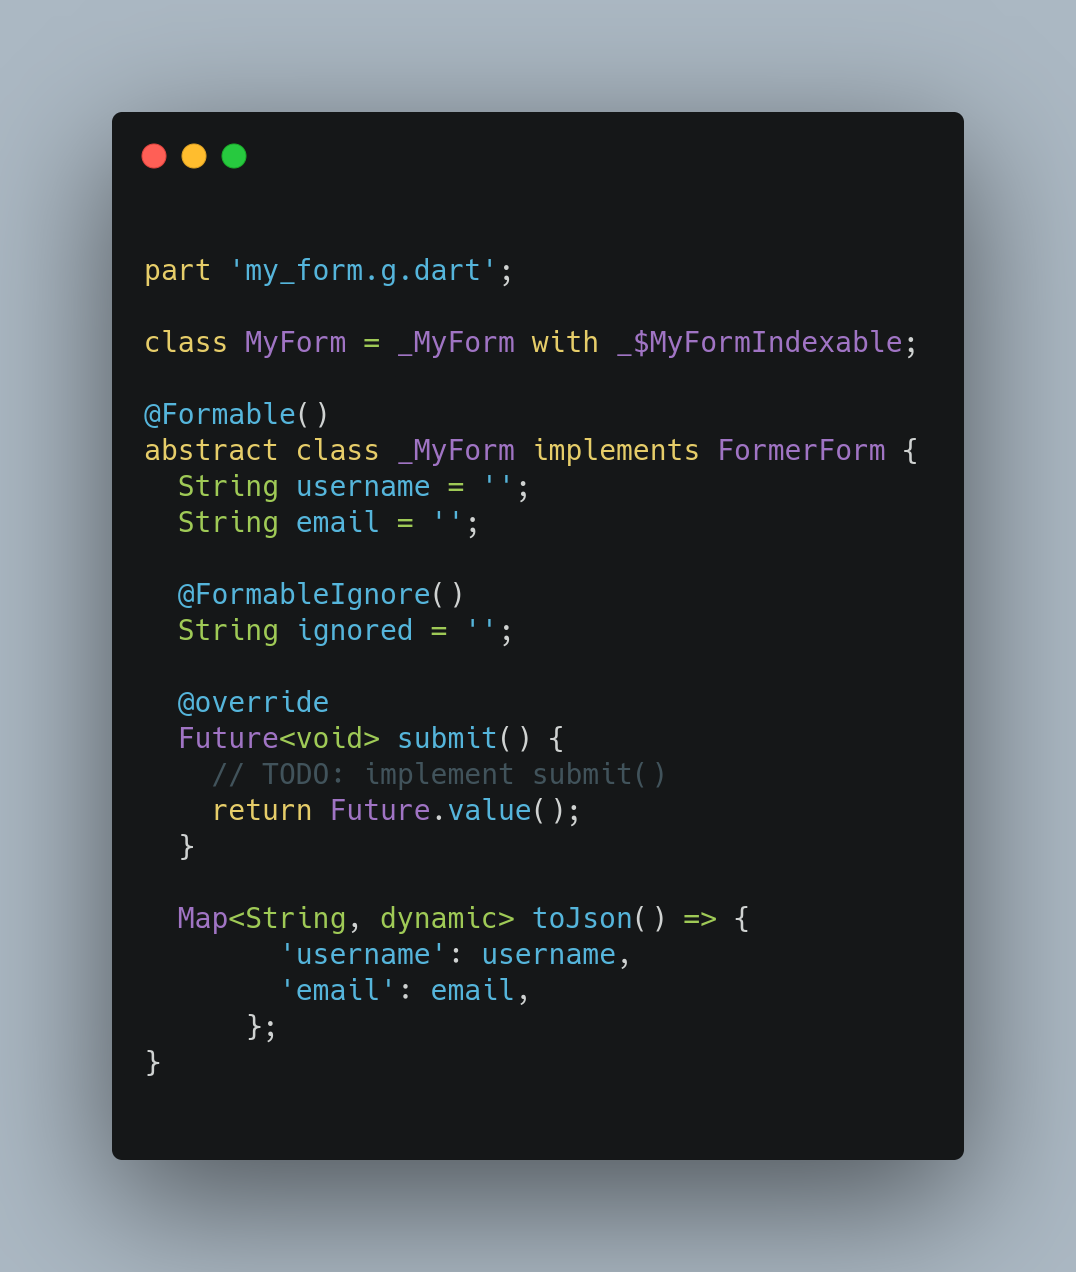 part 'my_form.g.dart';

class MyForm = _MyForm with _$MyFormIndexable;

@Formable()
abstract class _MyForm implements FormerForm {
  String username = '';
  String email = '';

  @FormableIgnore()
  String ignored = '';

  @override
  Future<void> submit() {
    // TODO: implement submit()
    return Future.value();
  }

  Map<String, dynamic> toJson() => {
        'username': username,
        'email': email,
      };
}